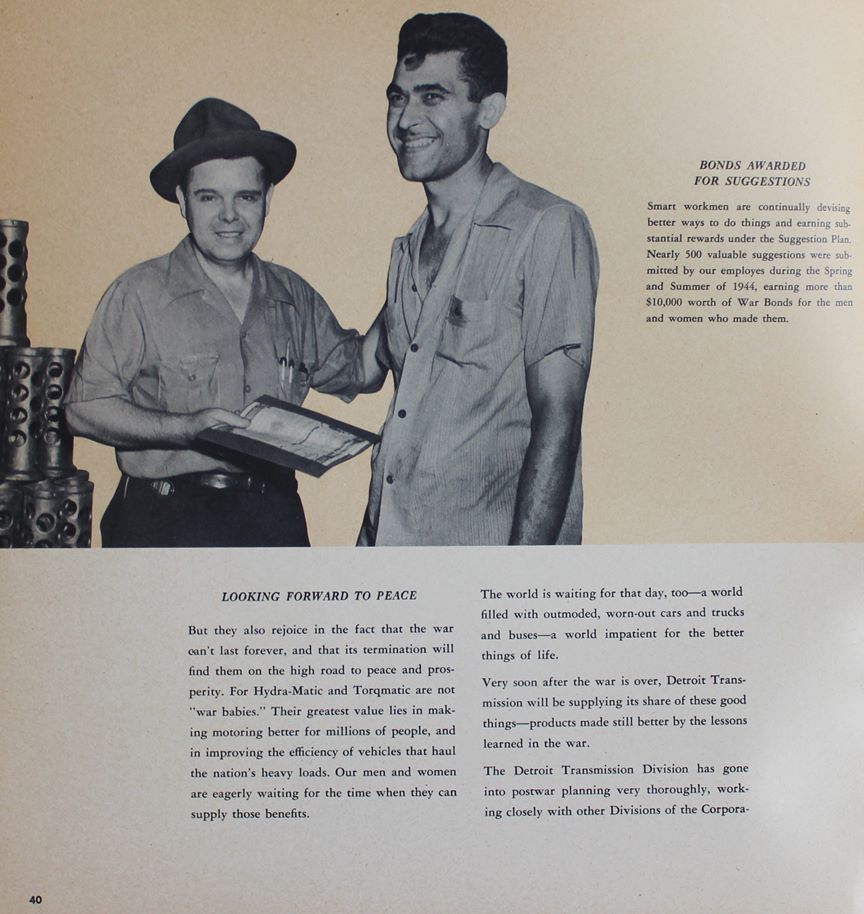 BONDS AWARDED
FOR SUGGESTIONS
Smart workmen are continually devising
better ways to do things and earning sub-
stantial rewards under the Suggestion Plan.
Nearly 500 valuable suggestions were sub-
mitted by our employes during the Spring
and Summer of 1944, earning more than
$10,000 worth of War Bonds for the men
and women who made them.
LOOKING FORWARD TO PEACE
But they also rejoice in the fact that the war
can't last forever, and that its termination will
find them on the high road to peace and pros-
perity. For Hydra-Matic and Torqmatic are not
"war babies." Their greatest value lies in mak-
ing motoring better for millions of people, and
in improving the efficiency of vehicles that haul
the nation's heavy loads. Our men and women
are eagerly waiting for the time when they can
supply those benefits.
The world is waiting for that day, too—a world
filled with outmoded, worn-out cars and trucks
and buses—a world impatient for the better
things of life.
Very soon after the war is over, Detroit Trans-
mission will be supplying its share of these good
things—products made still better by the lessons
learned in the war.
The Detroit Transmission Division has gone
into postwar planning very thoroughly, work-
ing closely with other Divisions of the Corpora-
40